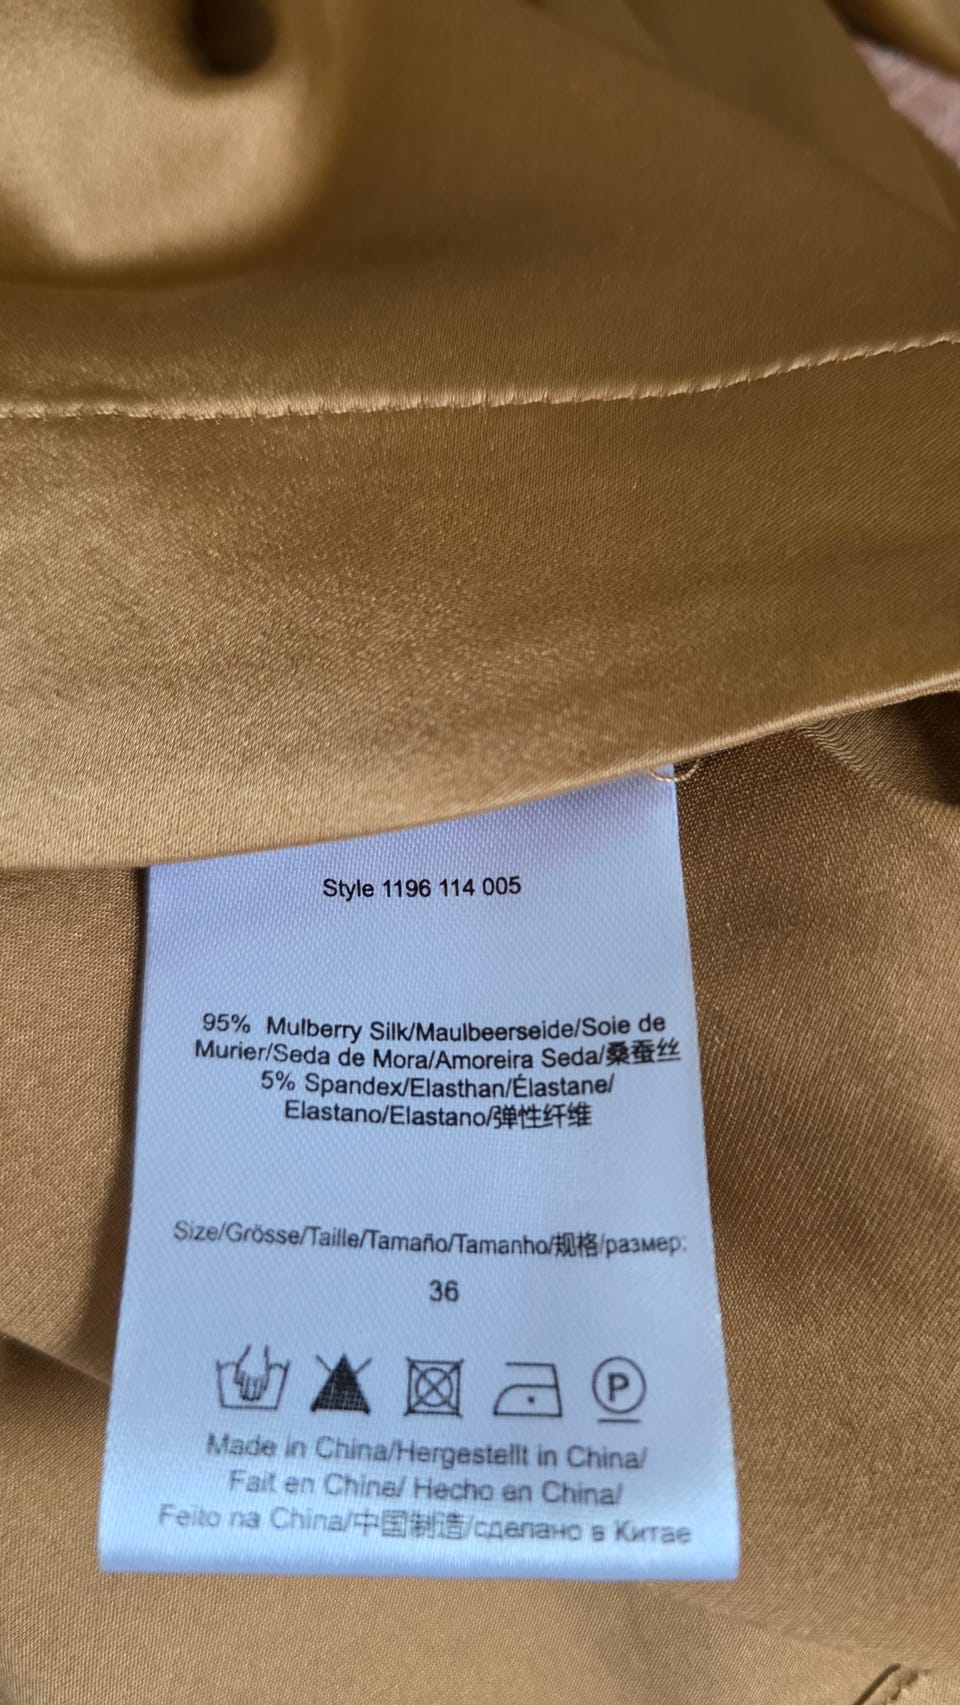 Style 1196 114 005
95% Mulberry Silk/Maulbeerseide/Soie de
Murier/Seda de Mora/Amoreira Seda/桑蚕丝
5% Spandex/Elasthan/Élastane/
Elastano/Elastano/弹性纤维
Size/Grösse/Taille/Tamaño/Tamanho/规格/размер:
36
P
Made in China/Hergestellt in China/
Fait en China/ Hecho en China/
Feito na China/中国制造/сделано в Китае